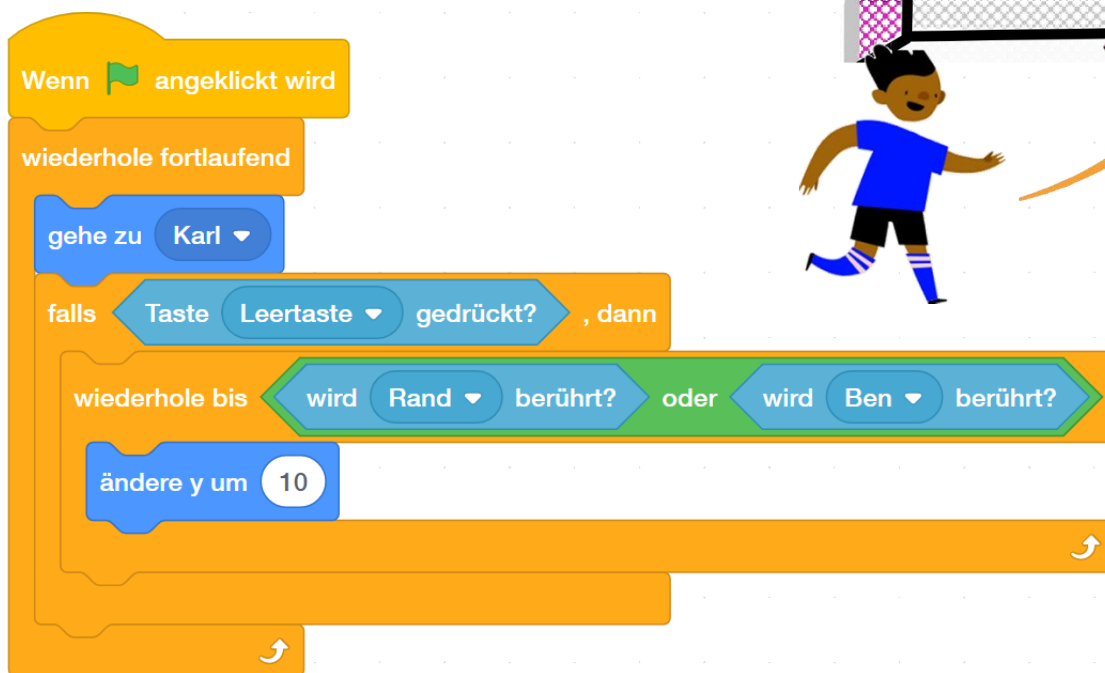 Wenn angeklickt wird
wiederhole fortlaufend
gehe zu Karl
falls Taste Leertaste gedrückt? , dann
wiederhole bis wird Rand berührt? oder wird Ben berührt?
ändere y um 10